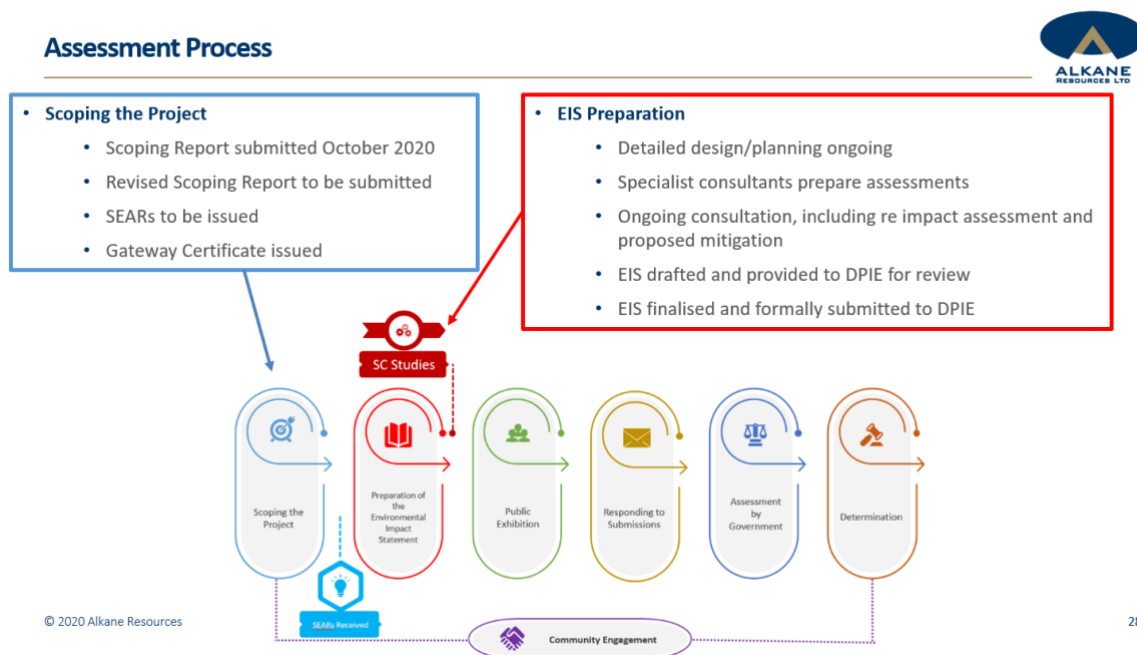 Assessment Process
ALKANE
RESOURCES LTD
• Scoping the Project
• Scoping Report submitted October 2020
• Revised Scoping Report to be submitted
• SEARs to be issued
• Gateway Certificate issued
• EIS Preparation
• Detailed design/planning ongoing
• Specialist consultants prepare assessments
• Ongoing consultation, including re impact assessment and
proposed mitigation
• EIS drafted and provided to DPIE for review
• EIS finalised and formally submitted to DPIE
SC Studies
Scoping the
Project
Preparation of
the
Environmental
Impact
Statement
Public
Exhibition
Responding to
Submissions
Assessment
by
Government
Determination
SEARs Received
Community Engagement
© 2020 Alkane Resources
28